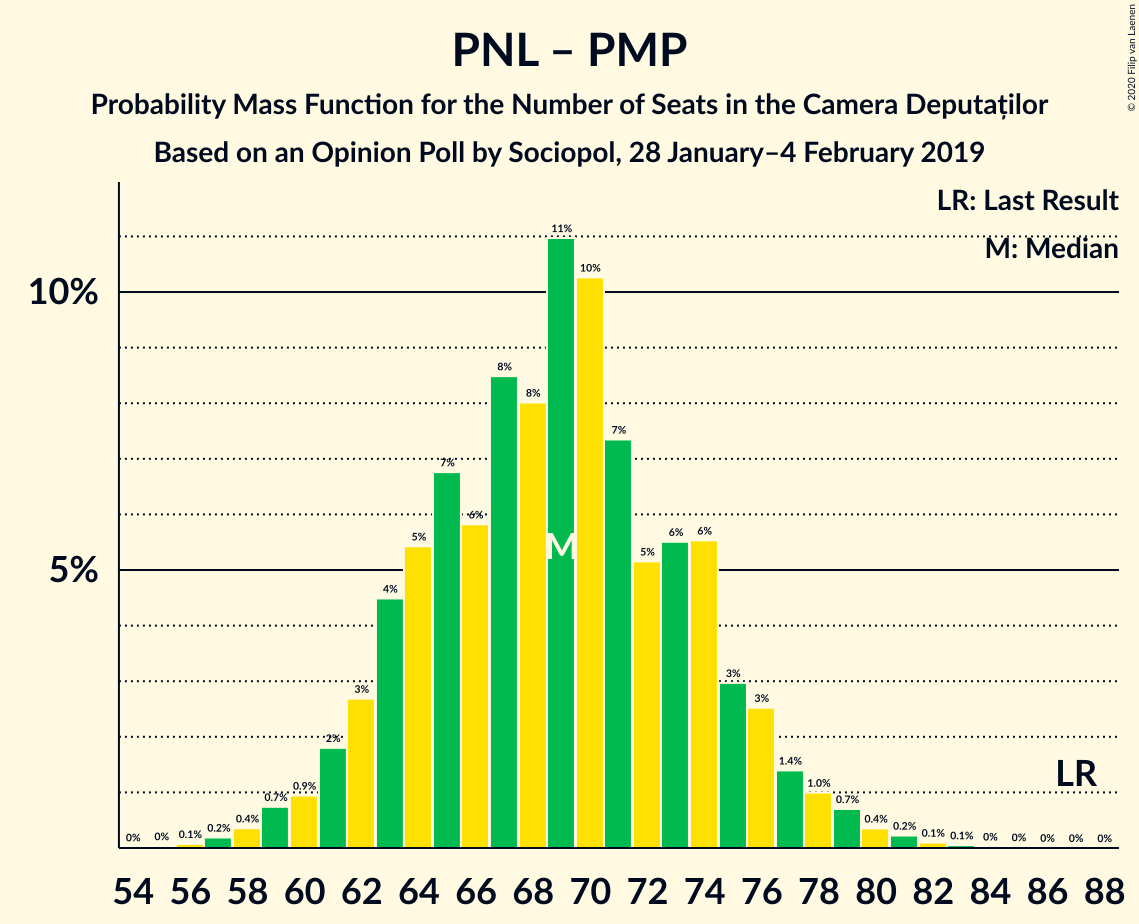 PNL – PMP
Probability Mass Function for the Number of Seats in the Camera Deputaților
Based on an Opinion Poll by Sociopol, 28 January–4 February 2019
© 2020 Filip van Laenen
LR: Last Result
M: Median
10%
5%
0% 0% 0.1% 0.2% 0.4% 0.7% 0.9% 2% 3% 4% 5% 7% 6% 8% 8% 11% 10% 7% 5% 6% 6% 3% 3% 1.4% 1.0% 0.7% 0.4% 0.2% 0.1% 0.1% 0% 0% 0% 0% 0%
M
LR
54 56 58 60 62 64 66 68 70 72 74 76 78 80 82 84 86 88